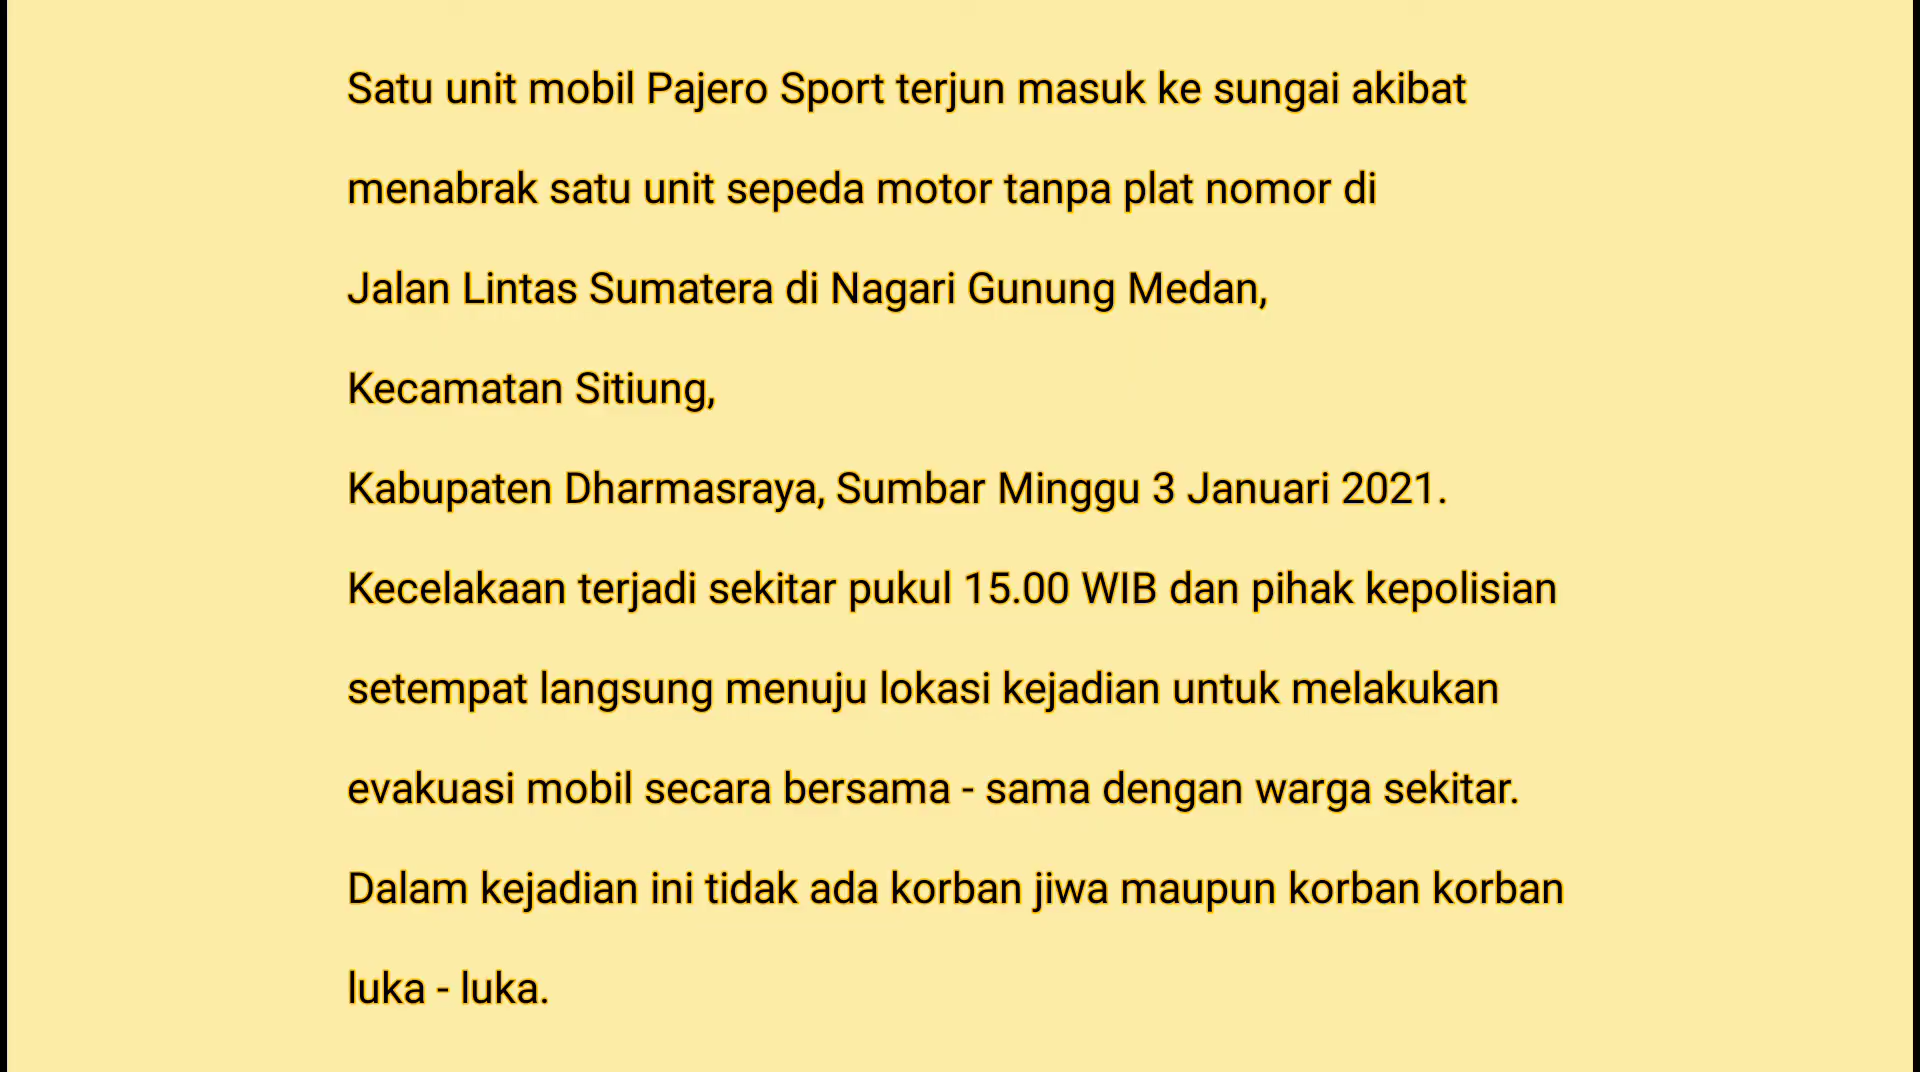 Satu unit mobil Pajero Sport terjun masuk ke sungai akibat
menabrak satu unit sepeda motor tanpa plat nomor di
Jalan Lintas Sumatera di Nagari Gunung Medan,
Kecamatan Sitiung,
Kabupaten Dharmasraya, Sumbar Minggu 3 Januari 2021.
Kecelakaan terjadi sekitar pukul 15.00 WIB dan pihak kepolisian
setempat langsung menuju lokasi kejadian untuk melakukan
evakuasi mobil secara bersama - sama dengan warga sekitar.
Dalam kejadian ini tidak ada korban jiwa maupun korban korban
luka - luka.